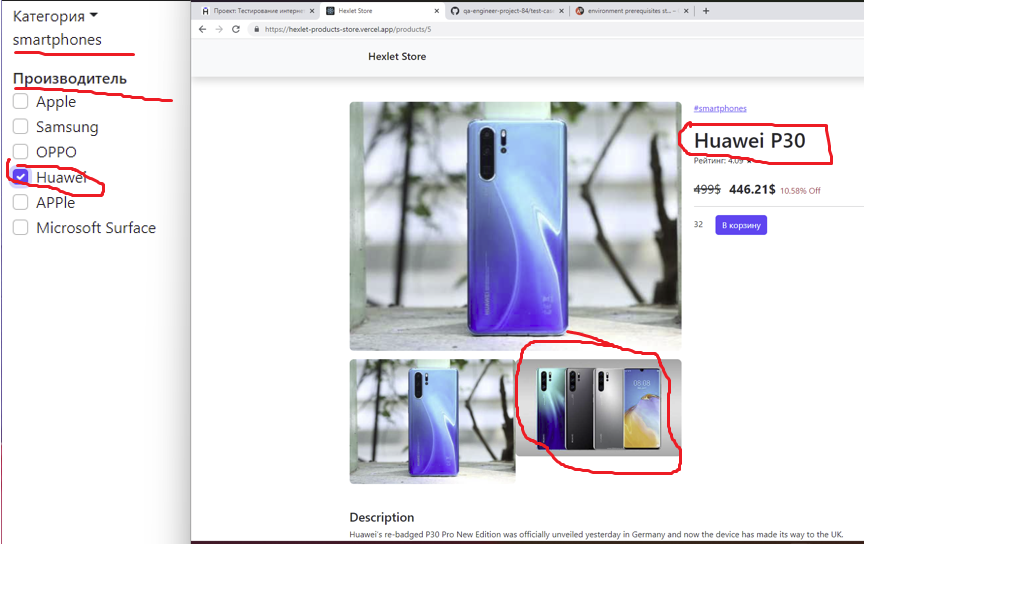 Категория
smartphones
Производитель
Apple
Samsung
OPPO
Huawei
APPle
Microsoft Surface
Проект: Тестирование интерне
Hexlet Store
qa-engineer-project-84/test-cas
environment prerequisites st...
https://hexlet-products-store.vercel.app/products/5
Hexlet Store
#smartphones
Huawei P30
Рейтинг: 4.09
499$ 446.21$ 10.58% Off
32 В корзину
HUAWEI
08:08
Description
Huawei's re-badged P30 Pro New Edition was officially unveiled yesterday in Germany and now the device has made its way to the UK.